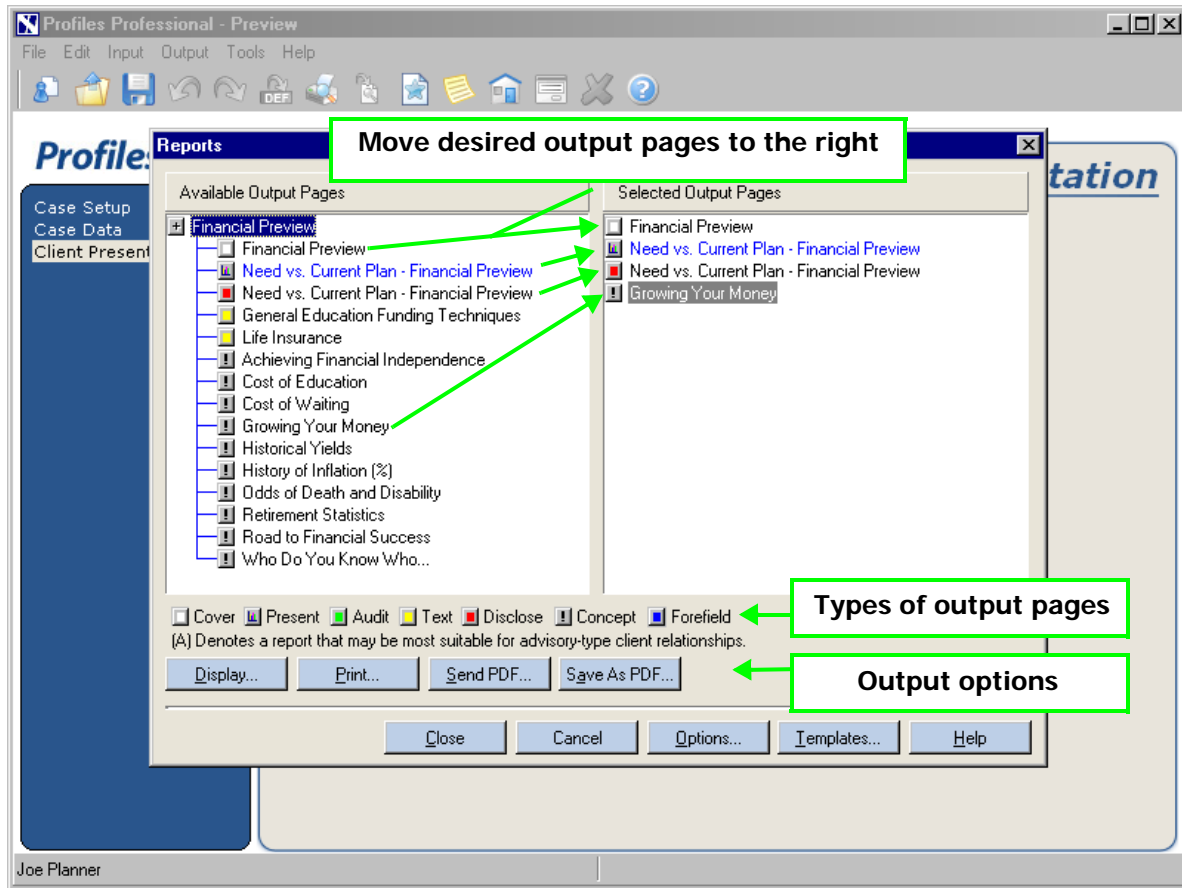 Profiles Professional - Preview
File Edit Input Output Tools Help
DEF
Profiles
tation
Case Setup
Case Data
Client Present
Reports
Move desired output pages to the right
Available Output Pages
Selected Output Pages
Financial Preview
Financial Preview
Need vs. Current Plan - Financial Preview
Need vs. Current Plan - Financial Preview
General Education Funding Techniques
Life Insurance
Achieving Financial Independence
Cost of Education
Cost of Waiting
Growing Your Money
Historical Yields
History of Inflation (%)
Odds of Death and Disability
Retirement Statistics
Road to Financial Success
Who Do You Know Who...
Financial Preview
Need vs. Current Plan - Financial Preview
Need vs. Current Plan - Financial Preview
Growing Your Money
Cover Present Audit Text Disclose Concept Forefield
Types of output pages
(A) Denotes a report that may be most suitable for advisory-type client relationships.
Display... Print... Send PDF... Save As PDF...
Output options
Close Cancel Options... Templates... Help
Joe Planner